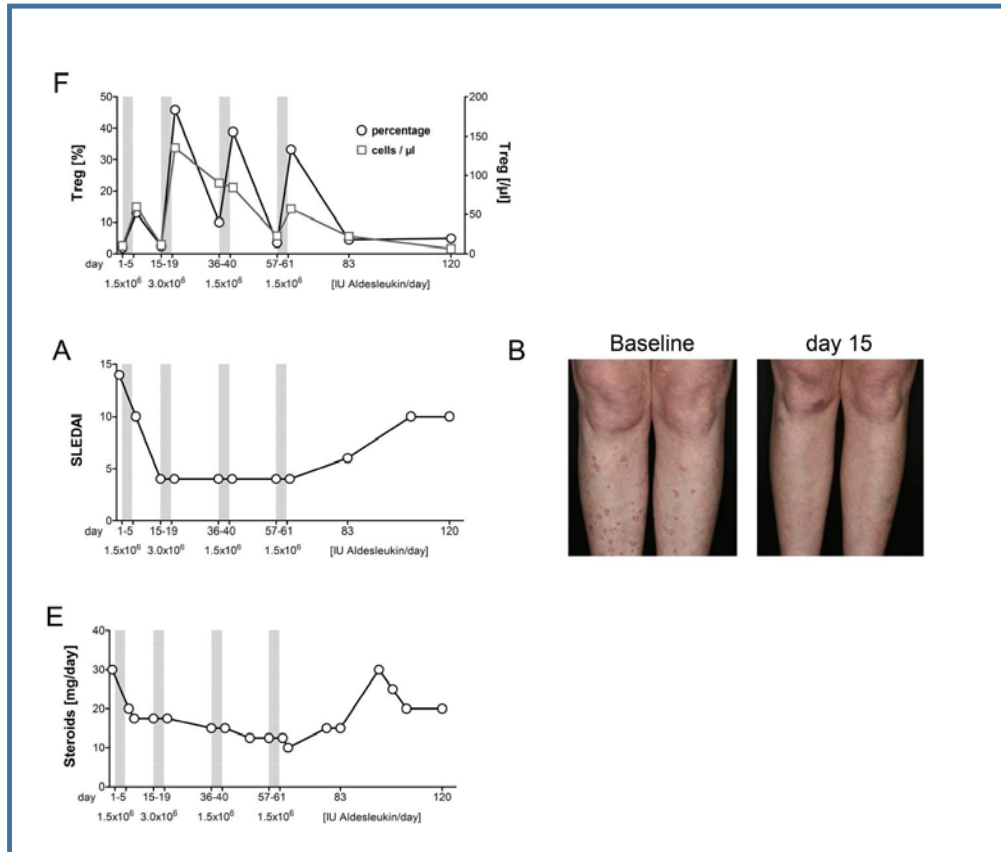 F
50
40
30
20
10
0
Treg [%]
200
150
100
50
0
Treg [/µl]
percentage
cells / µl
day 1-5 15-19 36-40 57-61 83 120
1.5x10⁶ 3.0x10⁶ 1.5x10⁶ 1.5x10⁶ [IU Aldesleukin/day]
A
15
10
5
0
SLEDAI
day 1-5 15-19 36-40 57-61 83 120
1.5x10⁶ 3.0x10⁶ 1.5x10⁶ 1.5x10⁶ [IU Aldesleukin/day]
B
Baseline day 15
E
40
30
20
10
0
Steroids [mg/day]
day 1-5 15-19 36-40 57-61 83 120
1.5x10⁶ 3.0x10⁶ 1.5x10⁶ 1.5x10⁶ [IU Aldesleukin/day]